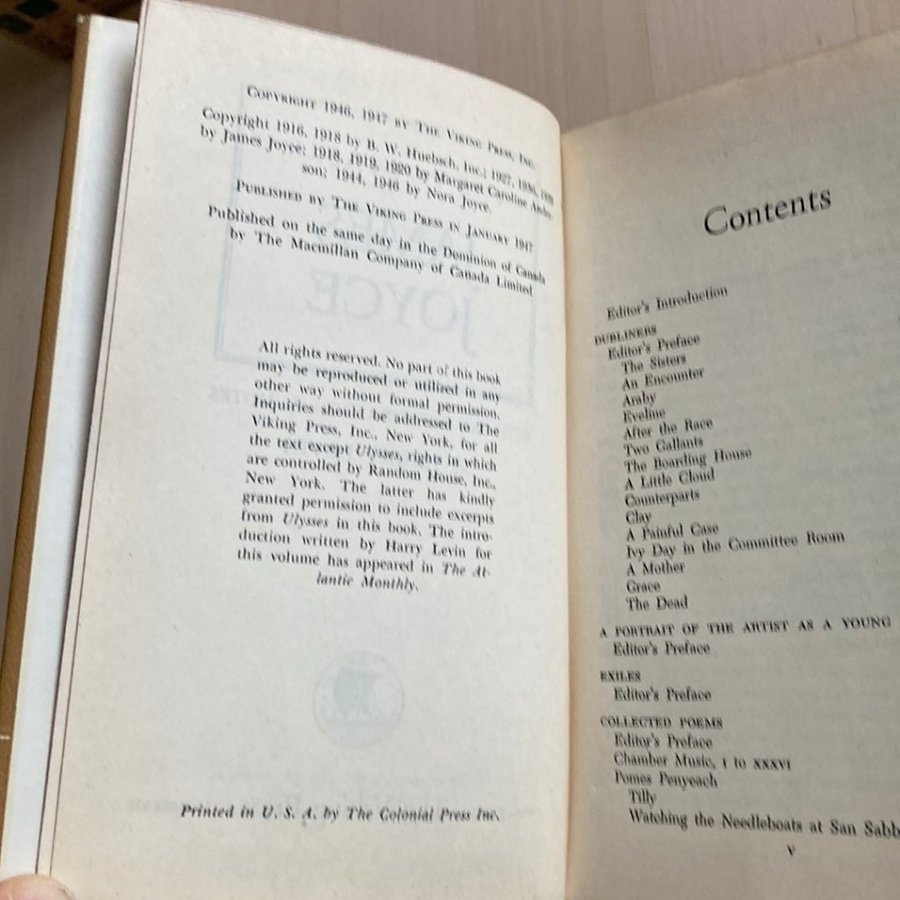 COPYRIGHT 1946, 1947 BY THE VIKING PRESS, INC.
Copyright 1916, 1918 by B. W. Huebsch, Inc.; 1927, 1936, 1939
by James Joyce; 1918, 1919, 1920 by Margaret Caroline Ander-
son; 1944, 1946 by Nora Joyce.
PUBLISHED BY THE VIKING PRESS IN JANUARY 1947
Published on the same day in the Dominion of Canada
by The Macmillan Company of Canada Limited
JOYCE
All rights reserved. No part of this book
may be reproduced or utilized in any
other way without formal permission.
Inquiries should be addressed to The
Viking Press, Inc., New York, for all
the text except Ulysses, rights in which
are controlled by Random House, Inc.,
New York. The latter has kindly
granted permission to include excerpts
from Ulysses in this book. The intro-
duction written by Harry Levin for
this volume has appeared in The At-
lantic Monthly.
Printed in U. S. A. by The Colonial Press Inc.
Contents
Editor's Introduction
DUBLINERS
Editor's Preface
The Sisters
An Encounter
Araby
Eveline
After the Race
Two Gallants
The Boarding House
A Little Cloud
Counterparts
Clay
A Painful Case
Ivy Day in the Committee Room
A Mother
Grace
The Dead
A PORTRAIT OF THE ARTIST AS A YOUNG
Editor's Preface
EXILES
Editor's Preface
COLLECTED POEMS
Editor's Preface
Chamber Music, I to XXXVI
Pomes Penyeach
Tilly
Watching the Needleboats at San Sabb
v